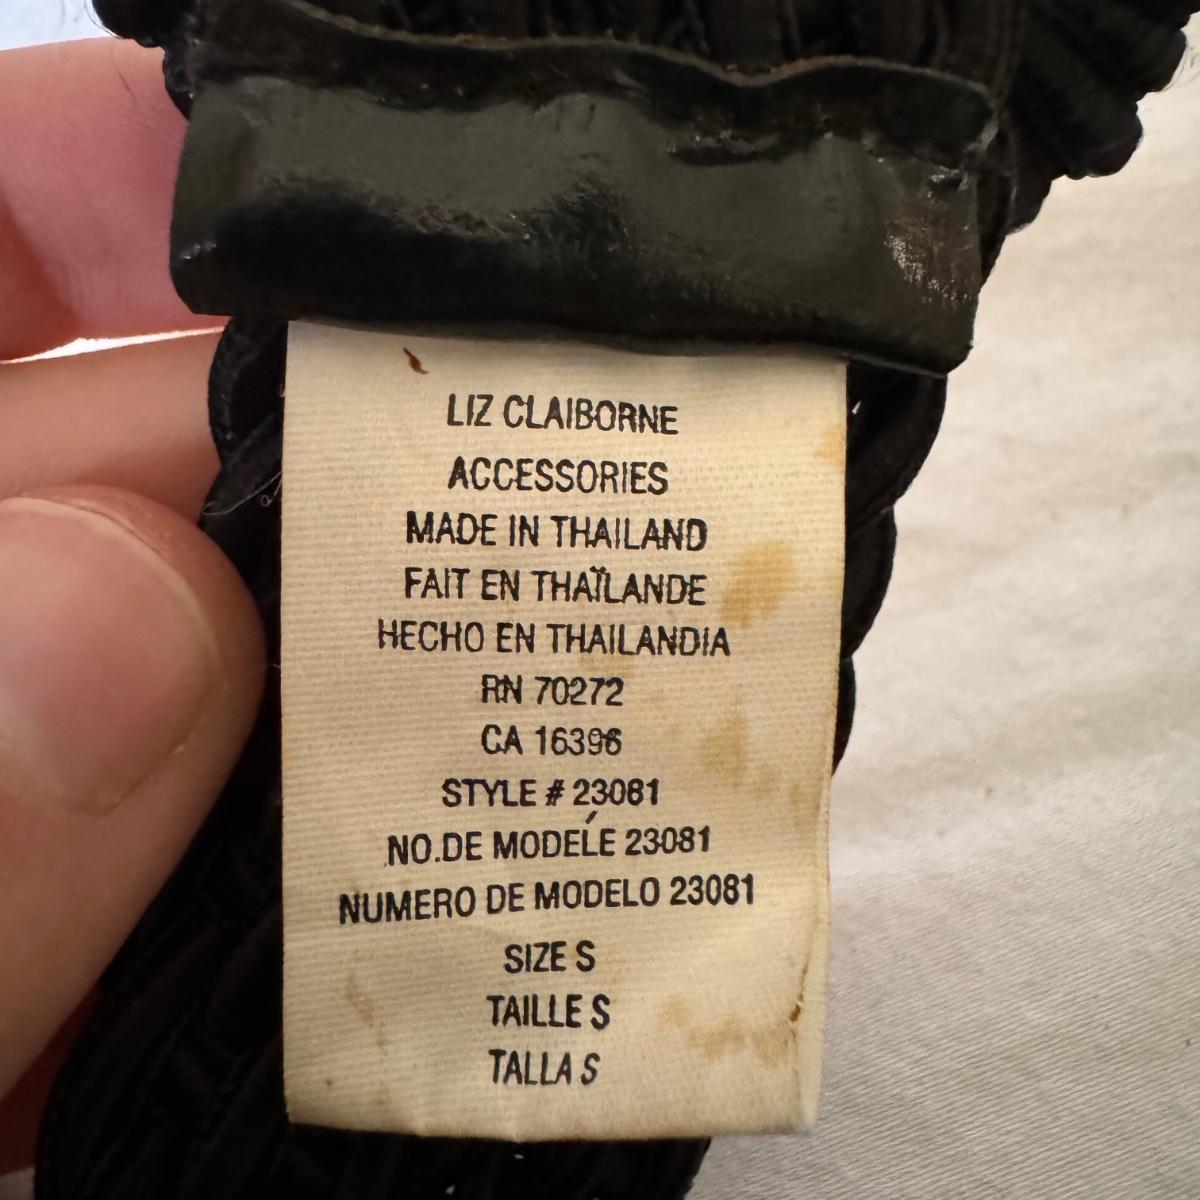 LIZ CLAIBORNE
ACCESSORIES
MADE IN THAILAND
FAIT EN THAÏLANDE
HECHO EN THAILANDIA
RN 70272
CA 16396
STYLE # 23081
NO.DE MODELÉ 23081
NUMERO DE MODELO 23081
SIZE S
TAILLE S
TALLA S